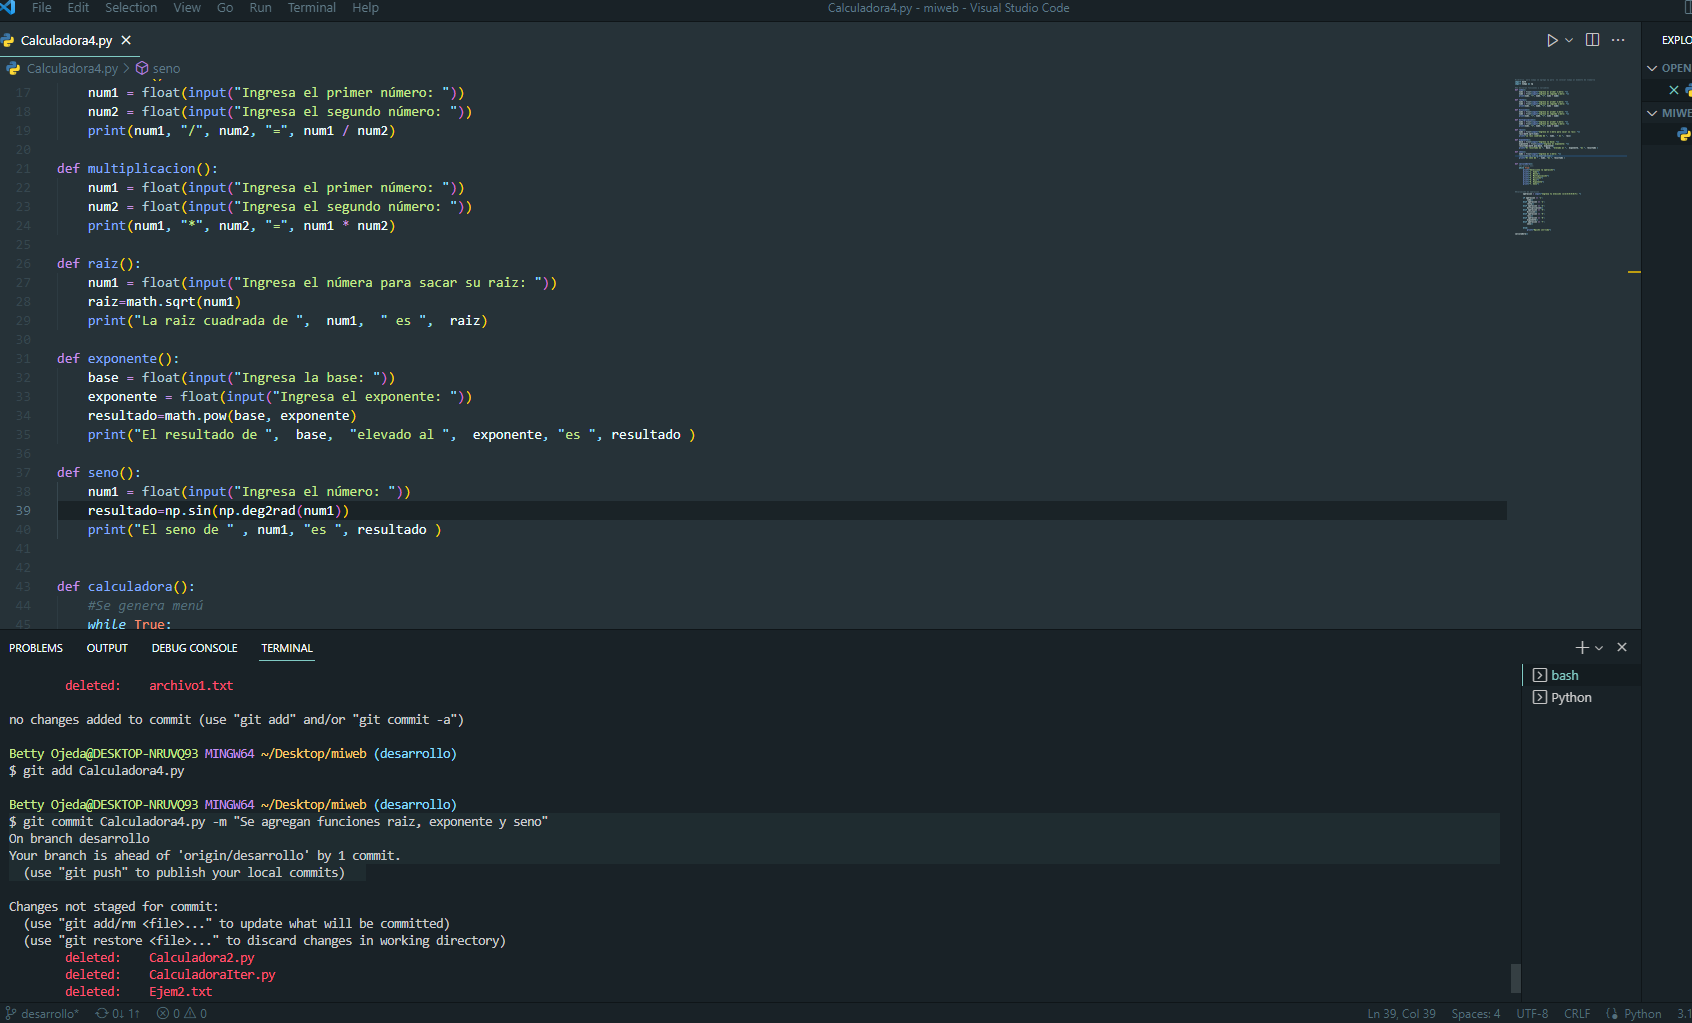 File Edit Selection View Go Run Terminal Help
Calculadora4.py - miweb - Visual Studio Code
Calculadora4.py
EXPLO
Calculadora4.py > seno
OPEN
MIWE
17 num1 = float(input("Ingresa el primer número: "))
18 num2 = float(input("Ingresa el segundo número: "))
19 print(num1, "/", num2, "=", num1 / num2)
20
21 def multiplicacion():
22 num1 = float(input("Ingresa el primer número: "))
23 num2 = float(input("Ingresa el segundo número: "))
24 print(num1, "*", num2, "=", num1 * num2)
25
26 def raiz():
27 num1 = float(input("Ingresa el númera para sacar su raiz: "))
28 raiz=math.sqrt(num1)
29 print("La raiz cuadrada de ",  num1,  " es ",  raiz)
30
31 def exponente():
32 base = float(input("Ingresa la base: "))
33 exponente = float(input("Ingresa el exponente: "))
34 resultado=math.pow(base, exponente)
35 print("El resultado de ",  base,  "elevado al ",  exponente, "es ", resultado )
36
37 def seno():
38 num1 = float(input("Ingresa el número: "))
39 resultado=np.sin(np.deg2rad(num1))
40 print("El seno de " , num1, "es ", resultado )
41
42
43 def calculadora():
44 #Se genera menú
45 while True:
PROBLEMS OUTPUT DEBUG CONSOLE TERMINAL
bash
Python
deleted: archivo1.txt
no changes added to commit (use "git add" and/or "git commit -a")
Betty Ojeda@DESKTOP-NRUVQ93 MINGW64 ~/Desktop/miweb (desarrollo)
$ git add Calculadora4.py
Betty Ojeda@DESKTOP-NRUVQ93 MINGW64 ~/Desktop/miweb (desarrollo)
$ git commit Calculadora4.py -m "Se agregan funciones raiz, exponente y seno"
On branch desarrollo
Your branch is ahead of 'origin/desarrollo' by 1 commit.
(use "git push" to publish your local commits)
Changes not staged for commit:
(use "git add/rm <file>..." to update what will be committed)
(use "git restore <file>..." to discard changes in working directory)
deleted: Calculadora2.py
deleted: CalculadoraIter.py
deleted: Ejem2.txt
desarrollo* 0↓ 1↑ 0 0
Ln 39, Col 39 Spaces: 4 UTF-8 CRLF Python 3.1